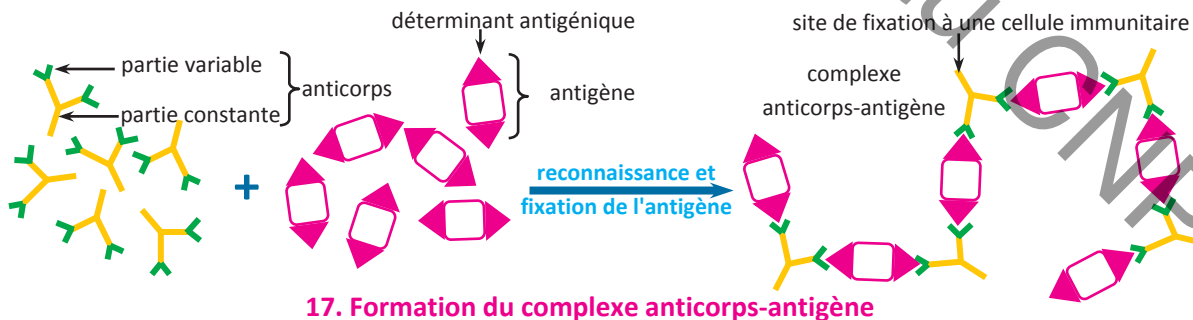 déterminant antigénique
site de fixation à une cellule immunitaire
partie variable
anticorps
partie constante
antigène
complexe
anticorps-antigène
+
reconnaissance et
fixation de l'antigène
17. Formation du complexe anticorps-antigène